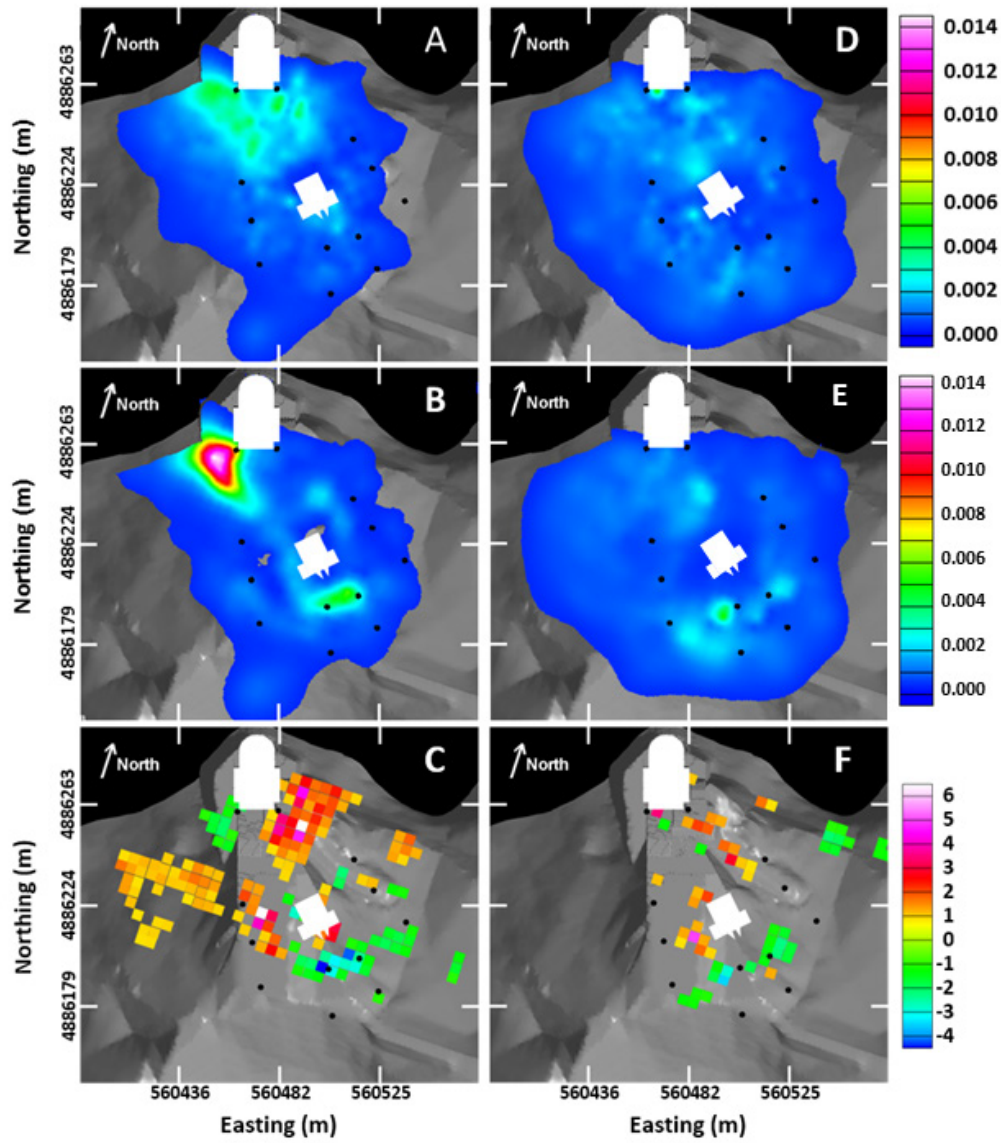 A
North
D
North
0.014
0.012
0.010
0.008
0.006
0.004
0.002
0.000
Northing (m)
4886263
4886224
4886179
B
North
E
North
0.014
0.012
0.010
0.008
0.006
0.004
0.002
0.000
Northing (m)
4886263
4886224
4886179
C
North
F
North
6
5
4
3
2
1
0
-1
-2
-3
-4
Northing (m)
4886263
4886224
4886179
560436 560482 560525 560436 560482 560525
Easting (m) Easting (m)